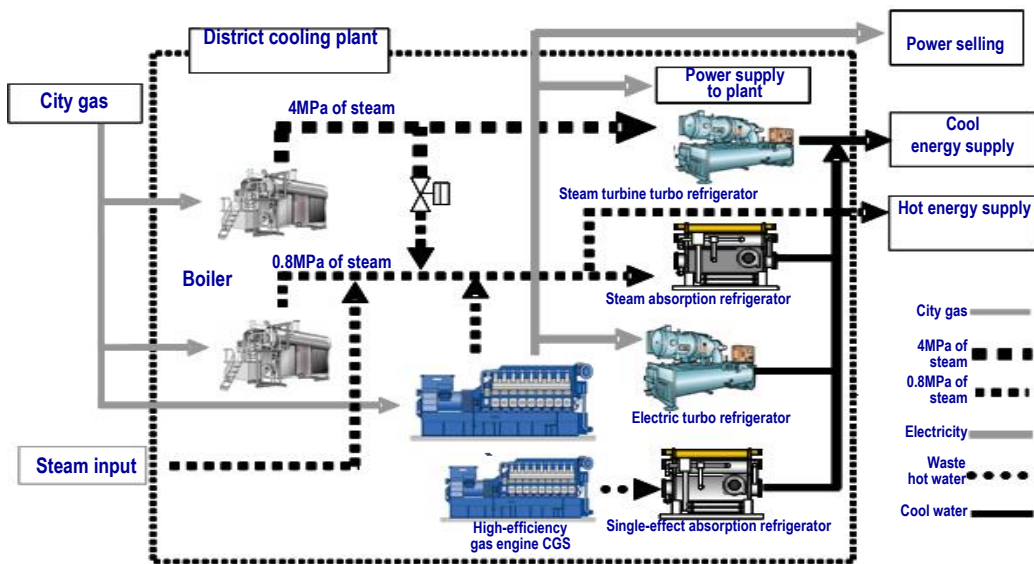 District cooling plant
Power selling
City gas
Power supply
to plant
4MPa of steam
Cool
energy supply
Steam turbine turbo refrigerator
Hot energy supply
Boiler
0.8MPa of steam
Steam absorption refrigerator
City gas
4MPa of
steam
0.8MPa of
steam
Electric turbo refrigerator
Electricity
Steam input
Waste
hot water
High-efficiency
gas engine CGS
Single-effect absorption refrigerator
Cool water